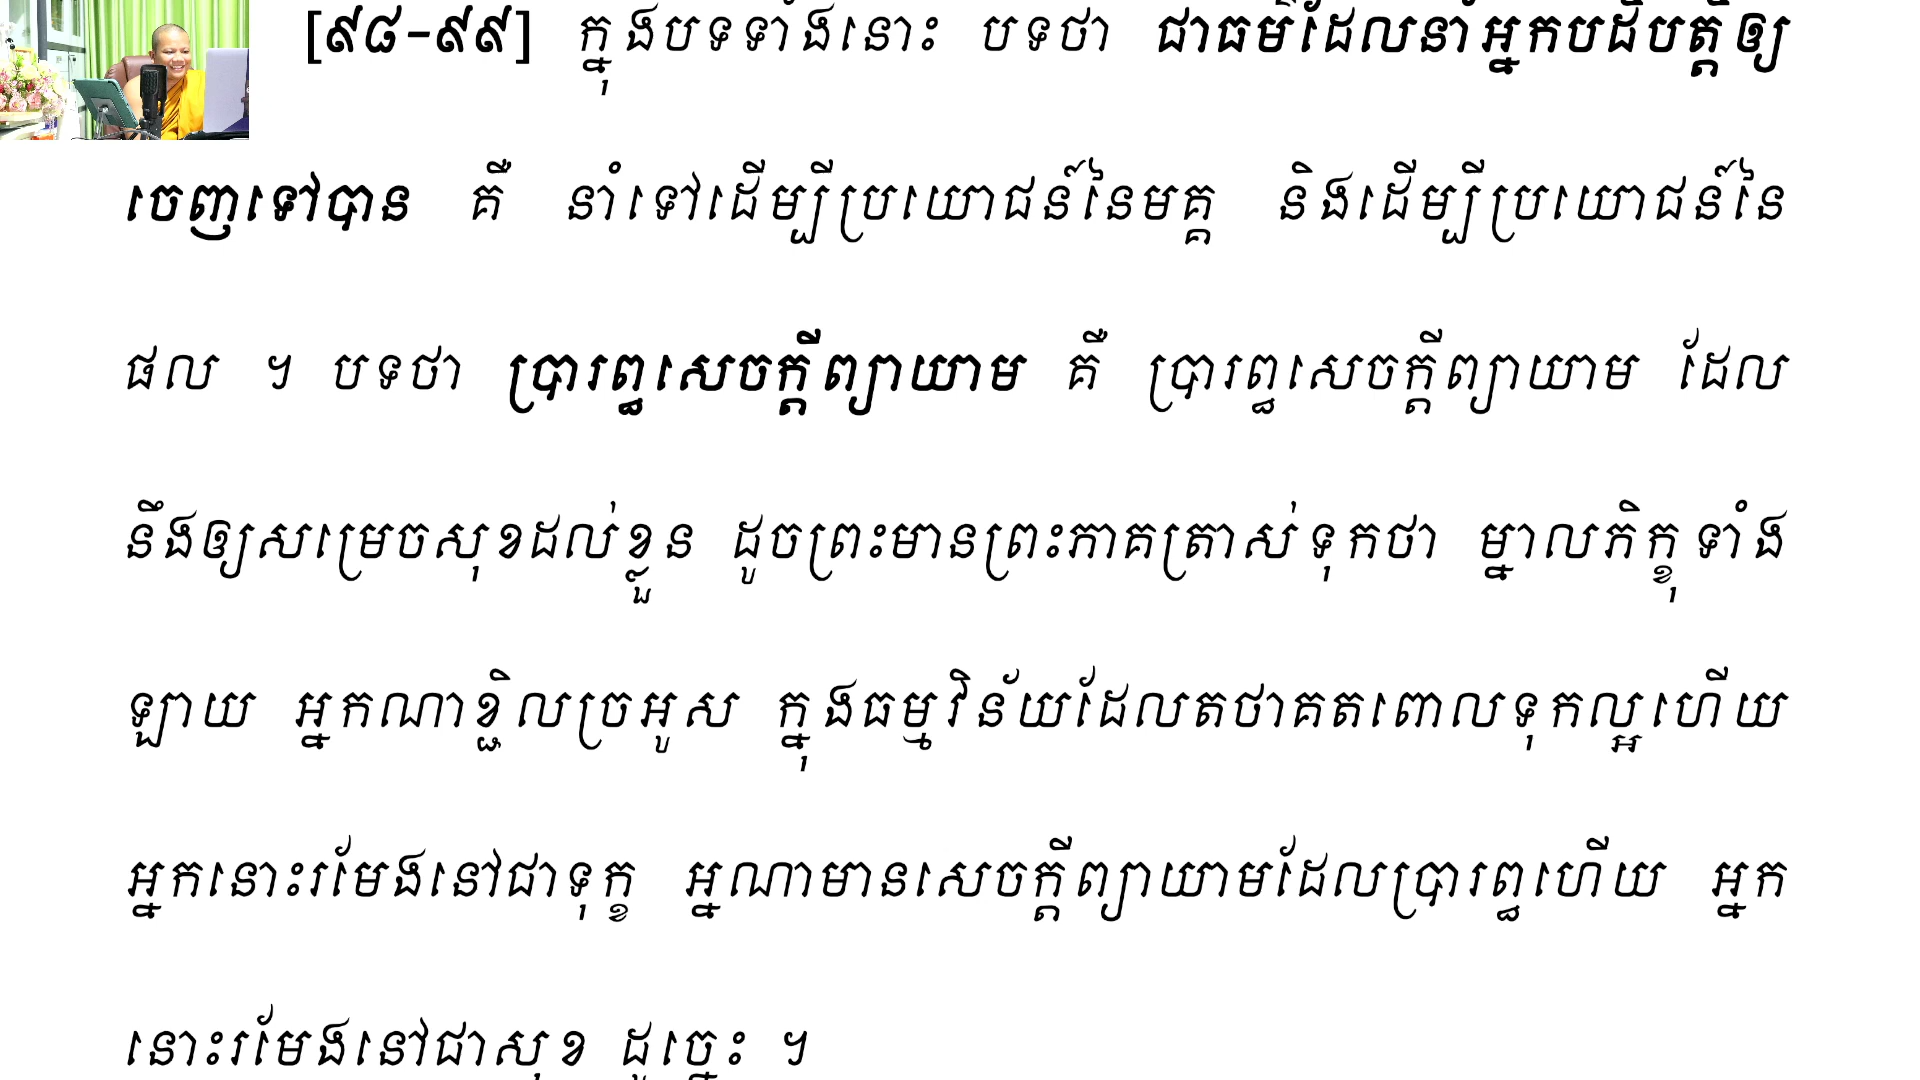 [៩៨-៩៩] ក្នុងបទទាំងនោះ បទថា ជាធម៌ដែលនាំអ្នកបដិបត្តិឲ្យ
ចេញទៅបាន គឺ នាំទៅដើម្បីប្រយោជន៍នៃមគ្គ និងដើម្បីប្រយោជន៍នៃ
ផល ។ បទថា ប្រារព្ធសេចក្ដីព្យាយាម គឺ ប្រារព្ធសេចក្ដីព្យាយាម ដែល
នឹងឲ្យសម្រេចសុខដល់ខ្លួន ដូចព្រះមានព្រះភាគត្រាស់ទុកថា ម្នាលភិក្ខុទាំង
ឡាយ អ្នកណាខ្ជិលច្រអូស ក្នុងធម្មវិន័យដែលតថាគតពោលទុកល្អហើយ
អ្នកនោះរមែងនៅជាទុក្ខ អ្នណាមានសេចក្ដីព្យាយាមដែលប្រារព្ធហើយ អ្នក
នោះរមែងនៅជាសុខ ដូច្នេះ ។